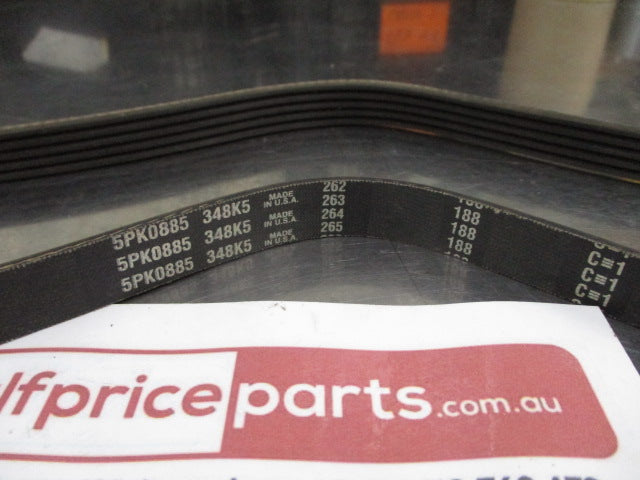 262
5PK0885 348K5 MADE IN U.S.A. 263 188
5PK0885 348K5 MADE IN U.S.A. 264 188 C≡1
5PK0885 348K5 MADE IN U.S.A. 265 188 C≡1
lfpriceparts.com.au